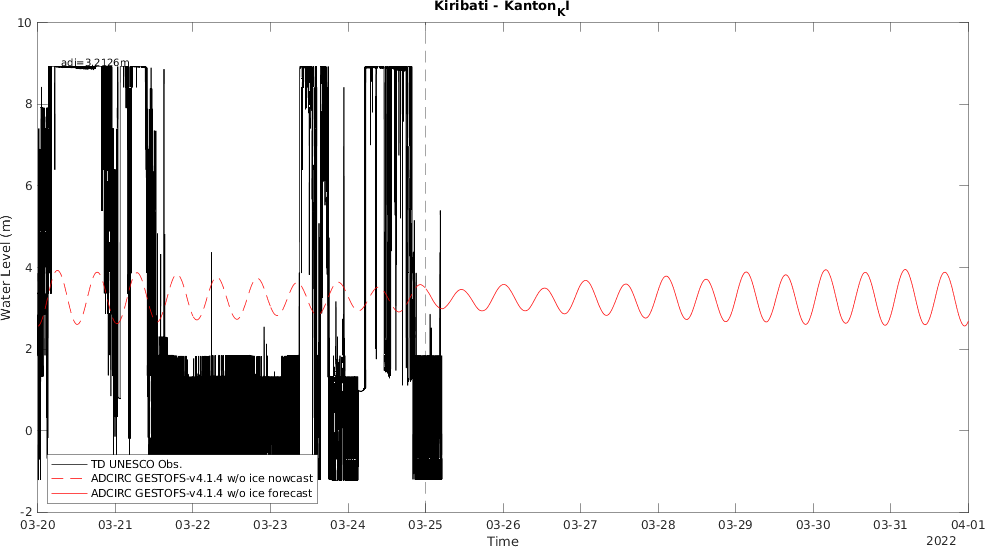 Kiribati - KantonKI
10
8
6
4
2
0
-2
Water Level (m)
adj=3.2126m
TD UNESCO Obs.
ADCIRC GESTOFS-v4.1.4 w/o ice nowcast
ADCIRC GESTOFS-v4.1.4 w/o ice forecast
03-20 03-21 03-22 03-23 03-24 03-25 03-26 03-27 03-28 03-29 03-30 03-31 04-01
Time
2022